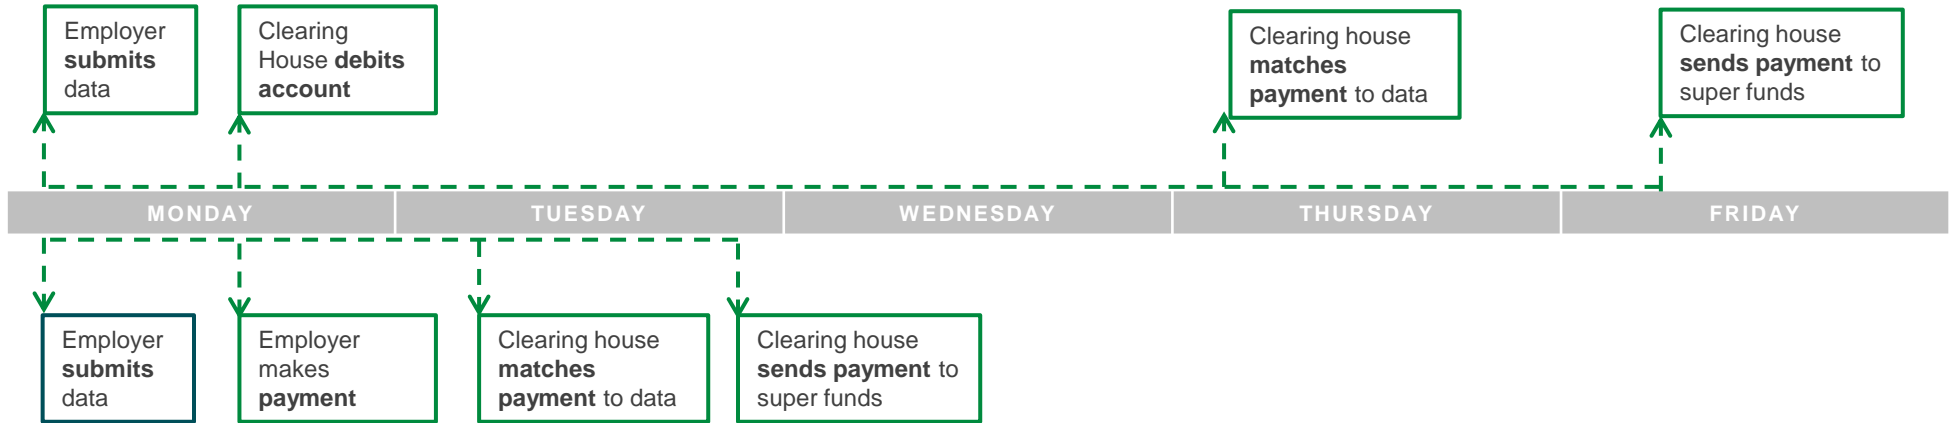 Employer
submits
data
Clearing
House debits
account
Clearing house
matches
payment to data
Clearing house
sends payment to
super funds
MONDAY
TUESDAY
WEDNESDAY
THURSDAY
FRIDAY
Employer
submits
data
Employer
makes
payment
Clearing house
matches
payment to data
Clearing house
sends payment to
super funds